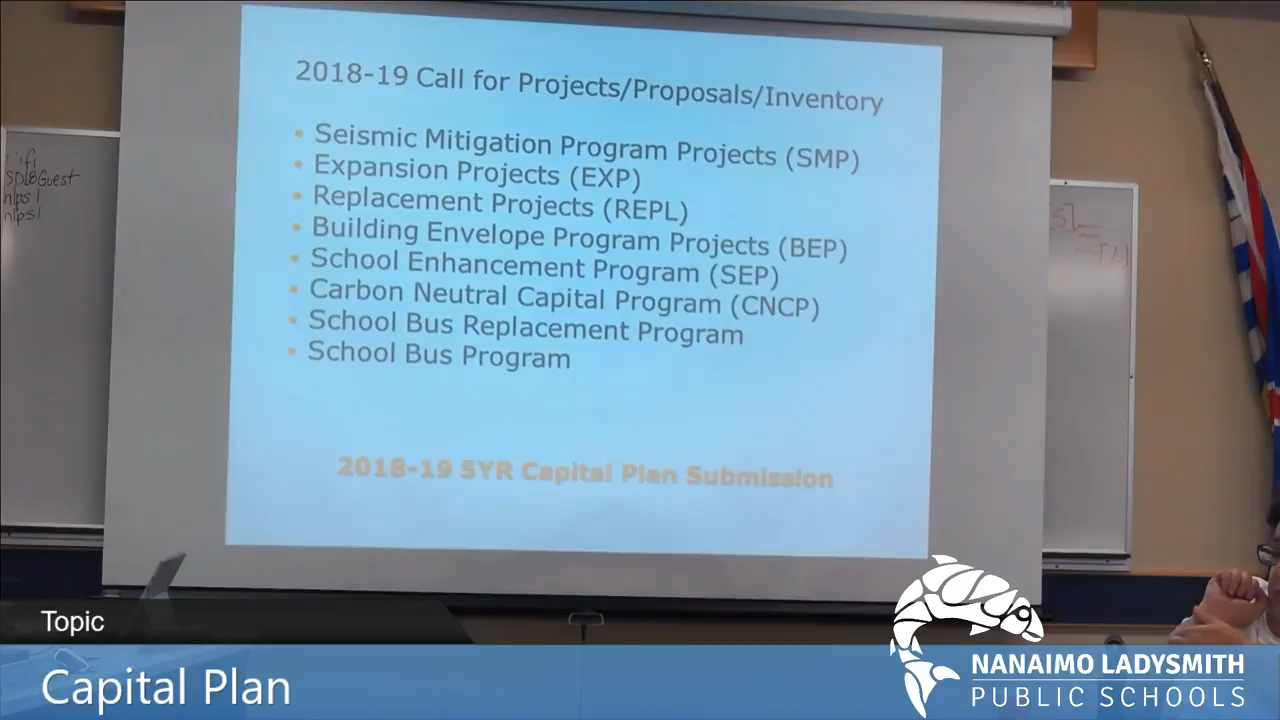 2018-19 Call for Projects/Proposals/Inventory
Seismic Mitigation Program Projects (SMP)
Expansion Projects (EXP)
Replacement Projects (REPL)
Building Envelope Program Projects (BEP)
School Enhancement Program (SEP)
Carbon Neutral Capital Program (CNCP)
School Bus Replacement Program
School Bus Program
2018-19 5YR Capital Plan Submission
nlps1
nlps1
Topic
Capital Plan
NANAIMO LADYSMITH
PUBLIC SCHOOLS